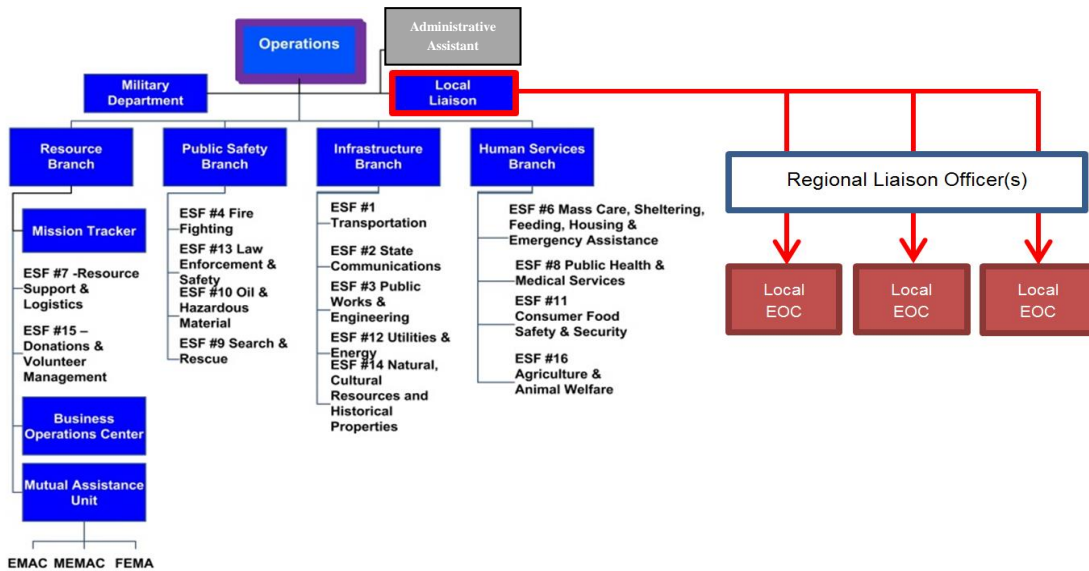 Operations
Administrative
Assistant
Military
Department
Local
Liaison
Resource
Branch
Public Safety
Branch
Infrastructure
Branch
Human Services
Branch
Regional Liaison Officer(s)
Mission Tracker
ESF #7 -Resource
Support &
Logistics
ESF #15 –
Donations &
Volunteer
Management
Business
Operations Center
Mutual Assistance
Unit
EMAC MEMAC FEMA
ESF #4 Fire
Fighting
ESF #13 Law
Enforcement &
Safety
ESF #10 Oil &
Hazardous
Material
ESF #9 Search &
Rescue
ESF #1
Transportation
ESF #2 State
Communications
ESF #3 Public
Works &
Engineering
ESF #12 Utilities &
Energy
ESF #14 Natural,
Cultural
Resources and
Historical
Properties
ESF #6 Mass Care, Sheltering,
Feeding, Housing &
Emergency Assistance
ESF #8 Public Health &
Medical Services
ESF #11
Consumer Food
Safety & Security
ESF #16
Agriculture &
Animal Welfare
Local
EOC
Local
EOC
Local
EOC